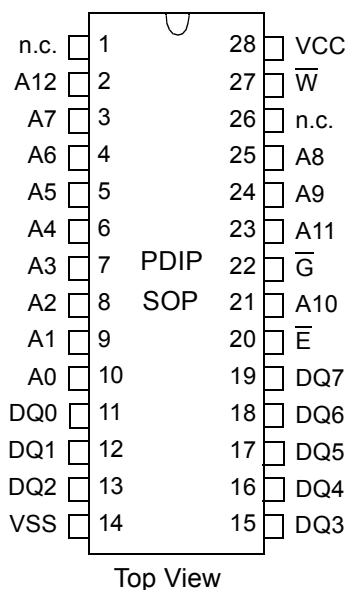 n.c. 1 28 VCC
A12 2 27 W̅
A7 3 26 n.c.
A6 4 25 A8
A5 5 24 A9
A4 6 23 A11
A3 7 PDIP 22 G̅
A2 8 SOP 21 A10
A1 9 20 E̅
A0 10 19 DQ7
DQ0 11 18 DQ6
DQ1 12 17 DQ5
DQ2 13 16 DQ4
VSS 14 15 DQ3
Top View